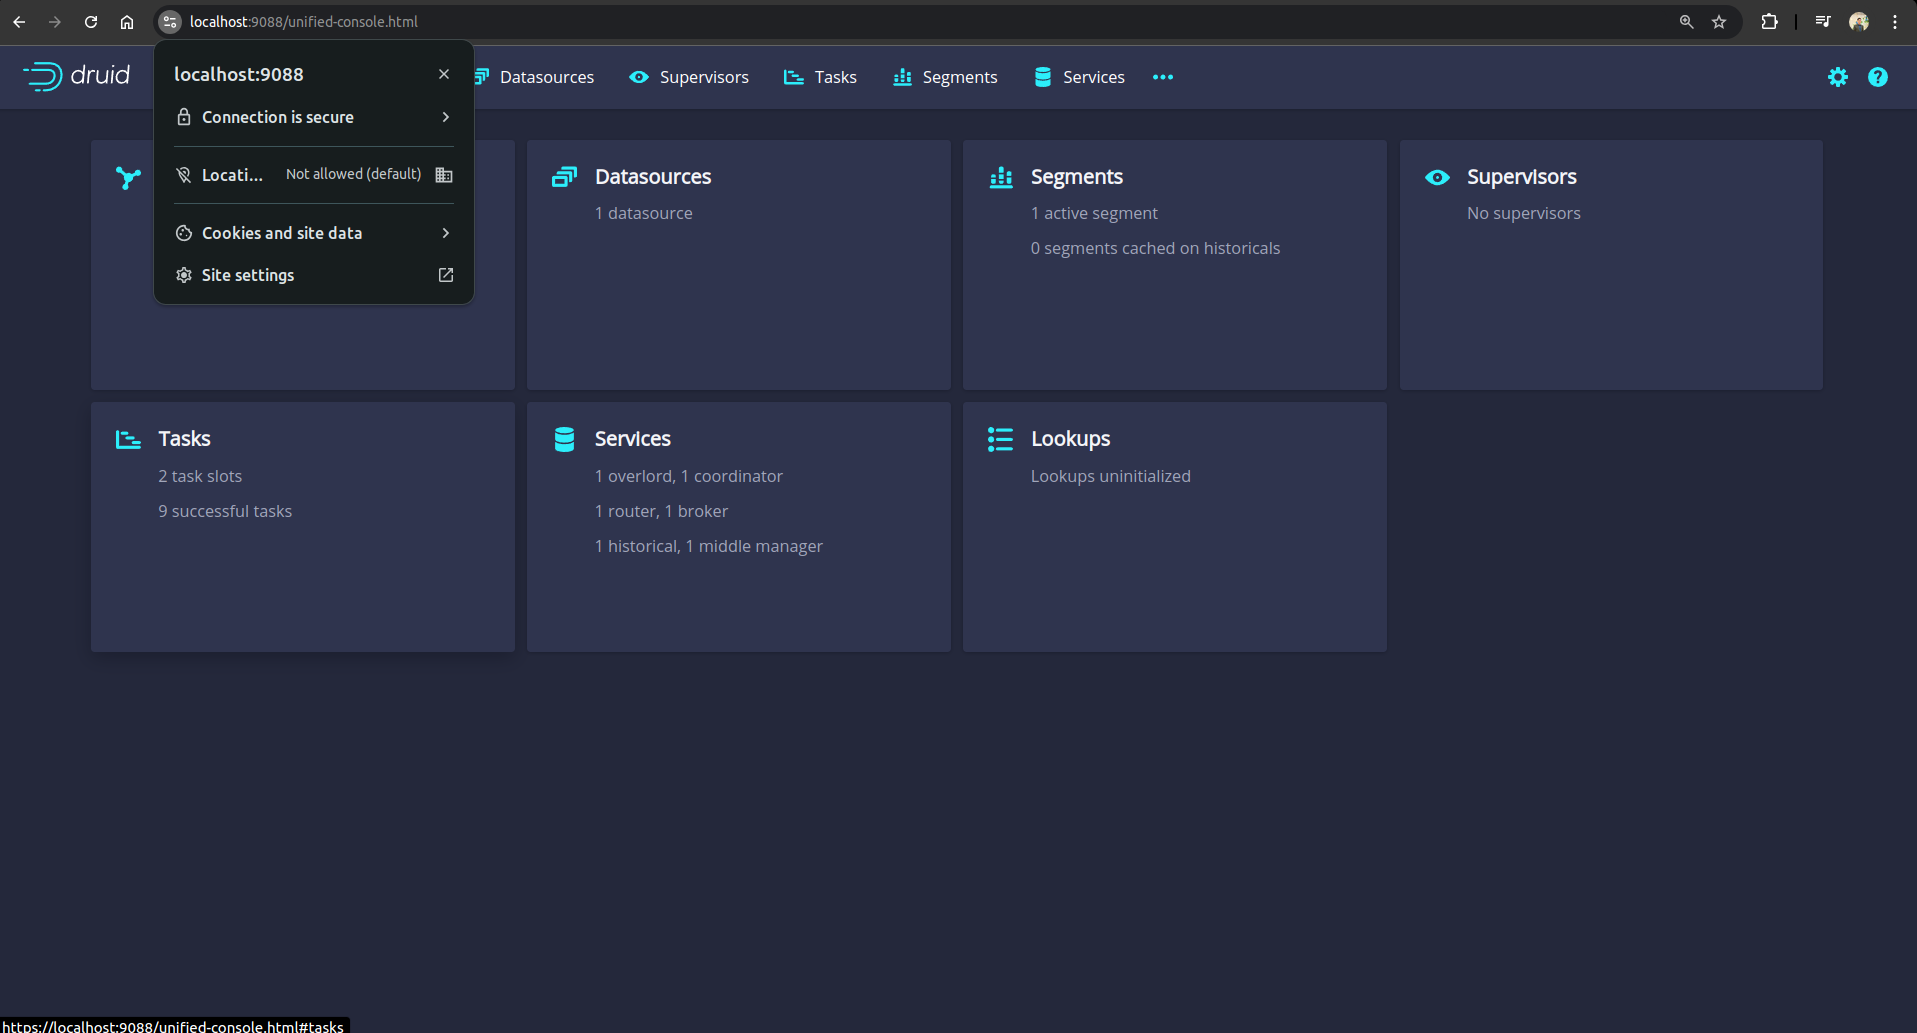 localhost:9088/unified-console.html
druid
Datasources
Supervisors
Tasks
Segments
Services
localhost:9088
Connection is secure
Locati... Not allowed (default)
Cookies and site data
Site settings
Datasources
1 datasource
Segments
1 active segment
0 segments cached on historicals
Supervisors
No supervisors
Tasks
2 task slots
9 successful tasks
Services
1 overlord, 1 coordinator
1 router, 1 broker
1 historical, 1 middle manager
Lookups
Lookups uninitialized
https://localhost:9088/unified-console.html#tasks